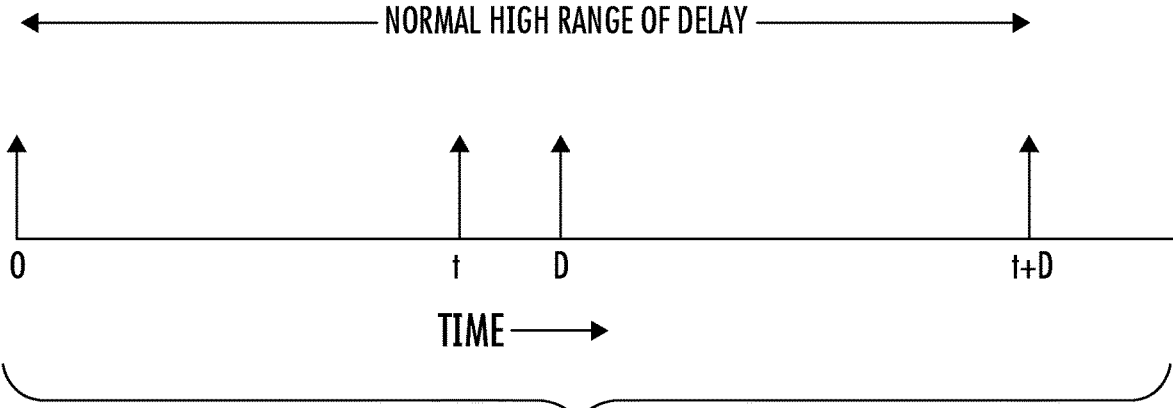 NORMAL HIGH RANGE OF DELAY
0 t D t+D
TIME